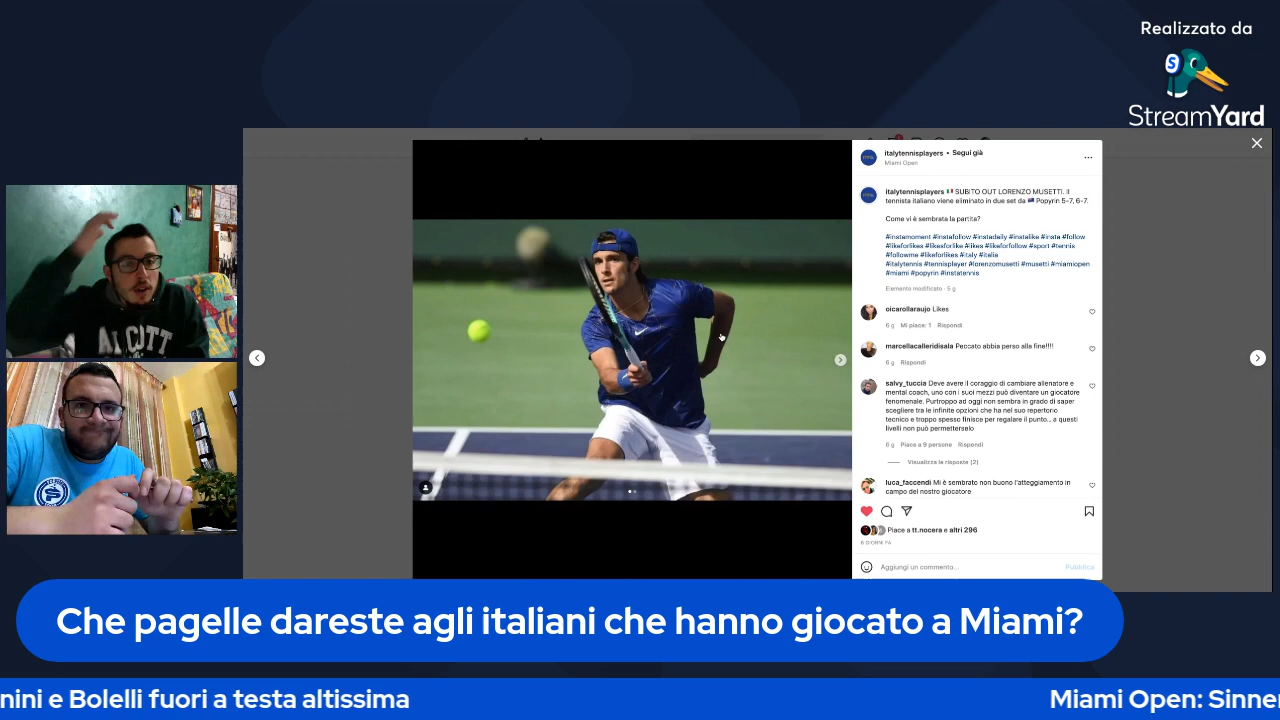 Realizzato da
StreamYard
italytennisplayers • Segui già
Miami Open
italytennisplayers 🇮🇹 SUBITO OUT LORENZO MUSETTI. Il
tennista italiano viene eliminato in due set da 🇦🇺 Popyrin 5-7, 6-7.
Come vi è sembrata la partita?
#instamoment #instafollow #instadaily #instalike #insta #follow
#likeforlikes #likesforlike #likes #likeforfollow #sport #tennis
#followme #likeforlikes #italy #italia
#italytennis #tennisplayer #lorenzomusetti #musetti #miamiopen
#miami #popyrin #instatennis
Elemento modificato · 5 g
oicarollaraujo Likes
6 g Mi piace: 1 Rispondi
marcellacalleridisala Peccato abbia perso alla fine!!!!
6 g Rispondi
salvy_tuccia Deve avere il coraggio di cambiare allenatore e
mental coach, uno con i suoi mezzi può diventare un giocatore
fenomenale. Purtroppo ad oggi non sembra in grado di saper
scegliere tra le infinite opzioni che ha nel suo repertorio
tecnico e troppo spesso finisce per regalare il punto... a questi
livelli non può permetterselo
6 g Piace a 9 persone Rispondi
Visualizza le risposte (2)
luca_faccendi Mi è sembrato non buono l'atteggiamento in
campo del nostro giocatore
Piace a tt.nocera e altri 296
6 GIORNI FA
Aggiungi un commento...
Pubblica
ALCOTT
Che pagelle dareste agli italiani che hanno giocato a Miami?
nini e Bolelli fuori a testa altissima
Miami Open: Sinner